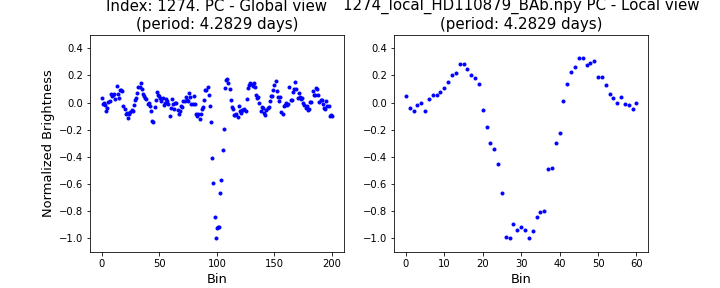 Index: 1274. PC - Global view
(period: 4.2829 days)
1274_local_HD110879_BAb.npy PC - Local view
(period: 4.2829 days)
Normalized Brightness
0.4
0.2
0.0
−0.2
−0.4
−0.6
−0.8
−1.0
0 50 100 150 200
Bin
0.4
0.2
0.0
−0.2
−0.4
−0.6
−0.8
−1.0
0 10 20 30 40 50 60
Bin